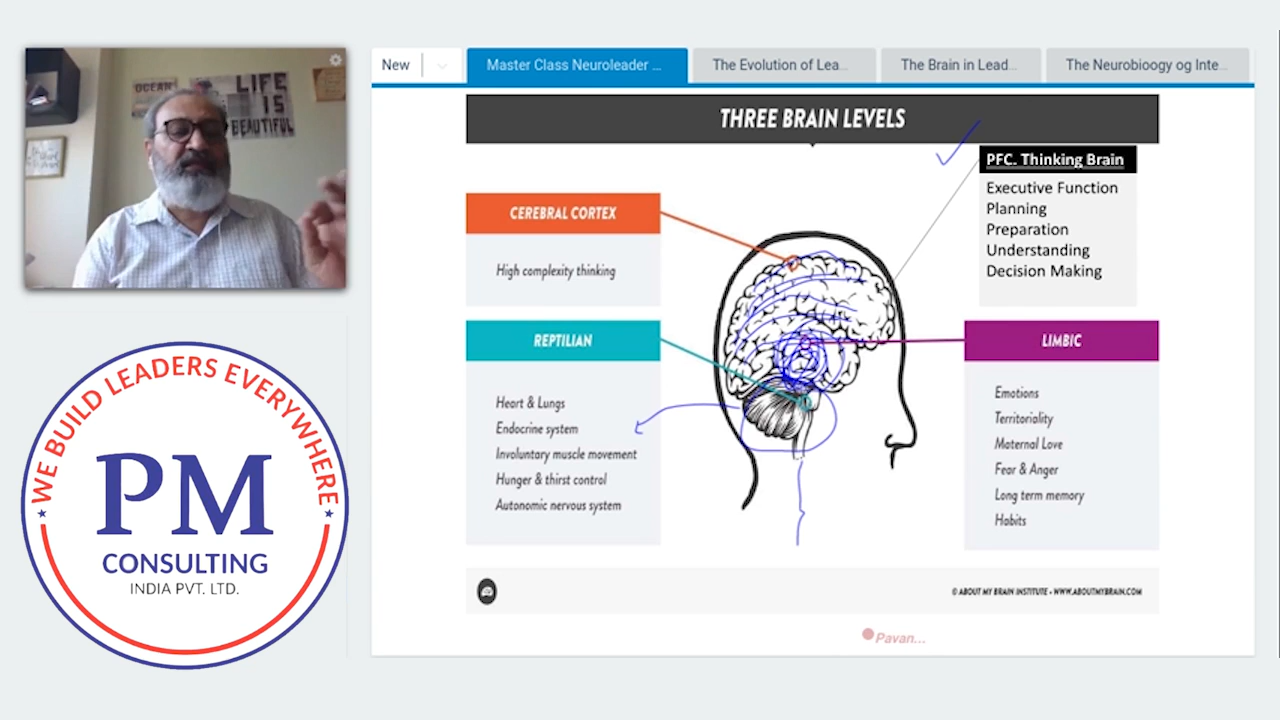 OCEAN
LIFE
IS
BEAUTIFUL
WE BUILD LEADERS EVERYWHERE
PM
CONSULTING
INDIA PVT. LTD.
New
Master Class Neuroleader ...
The Evolution of Lea...
The Brain in Lead...
The Neurobioogy og Inte...
THREE BRAIN LEVELS
PFC. Thinking Brain
Executive Function
Planning
Preparation
Understanding
Decision Making
CEREBRAL CORTEX
High complexity thinking
REPTILIAN
Heart & Lungs
Endocrine system
Involuntary muscle movement
Hunger & thirst control
Autonomic nervous system
LIMBIC
Emotions
Territoriality
Maternal Love
Fear & Anger
Long term memory
Habits
© ABOUT MY BRAIN INSTITUTE - WWW.ABOUTMYBRAIN.COM
Pavan...